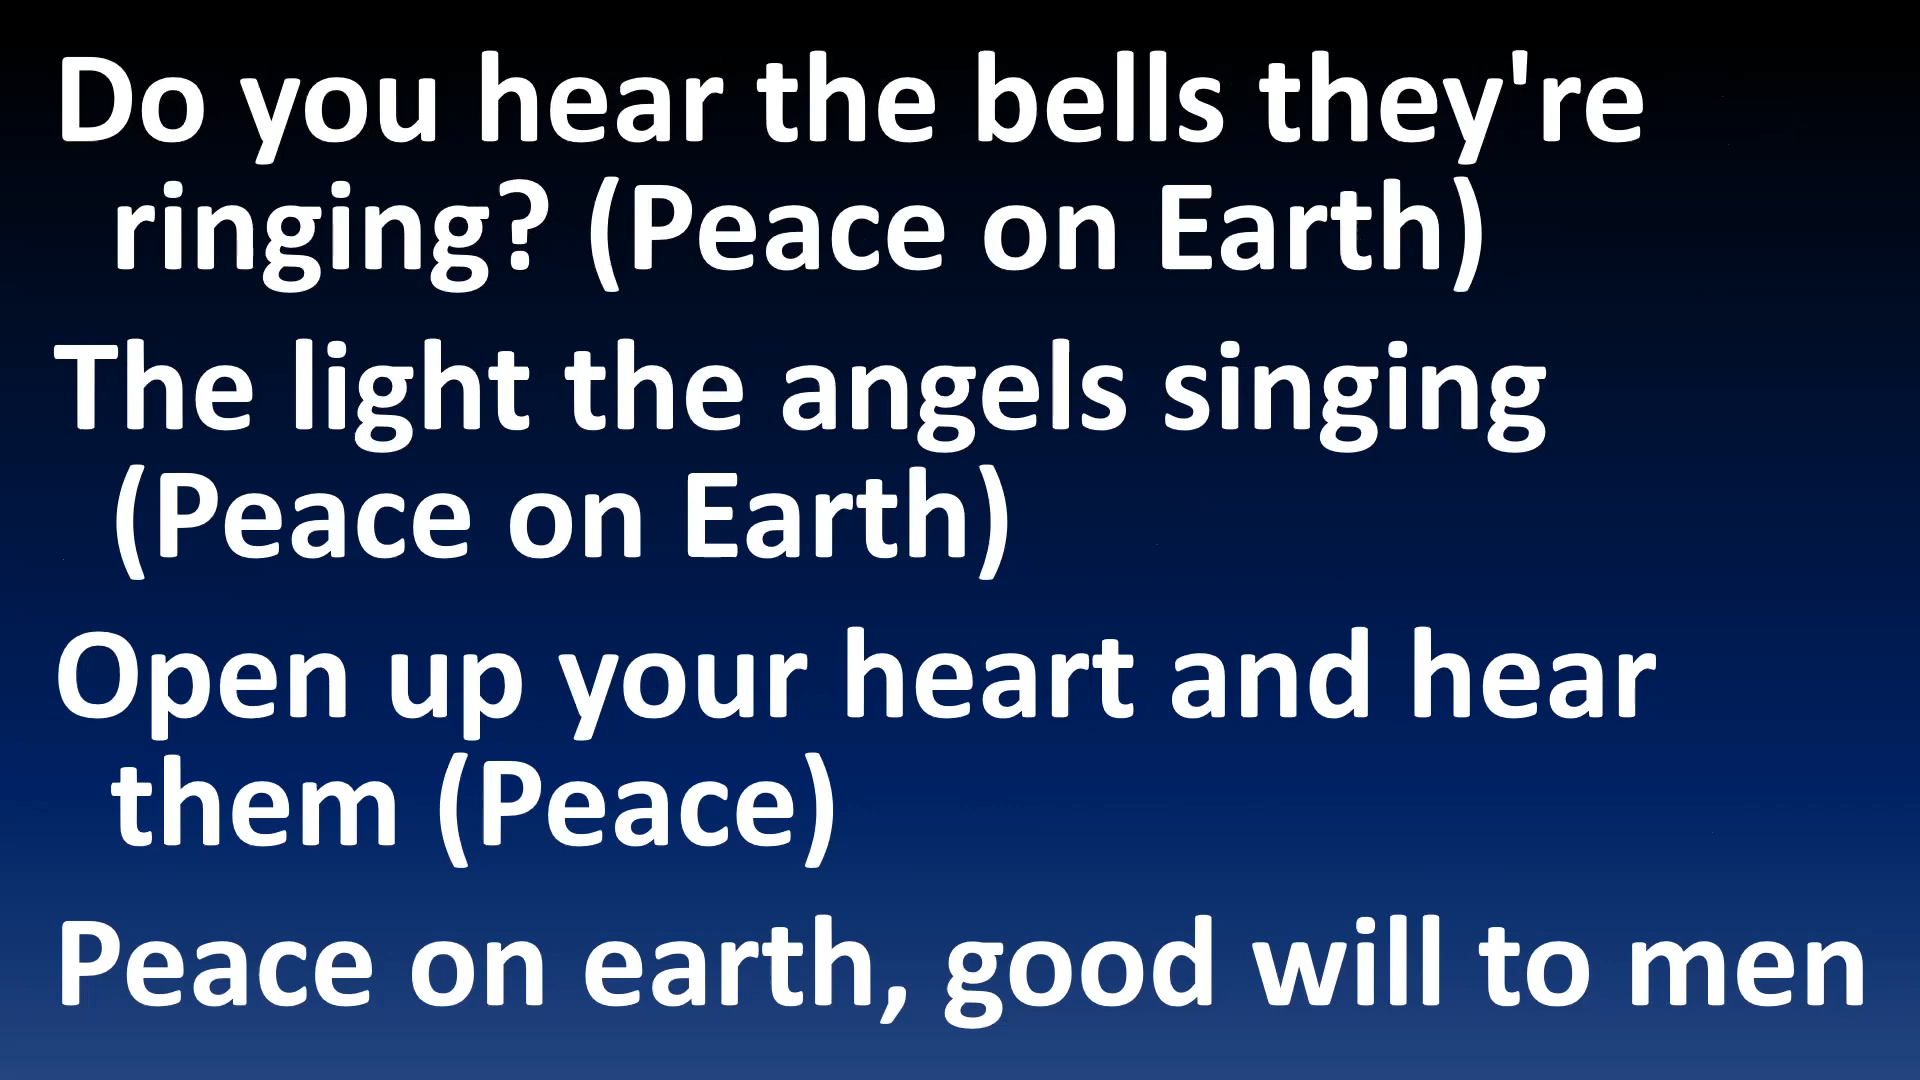 Do you hear the bells they're
ringing? (Peace on Earth)
The light the angels singing
(Peace on Earth)
Open up your heart and hear
them (Peace)
Peace on earth, good will to men